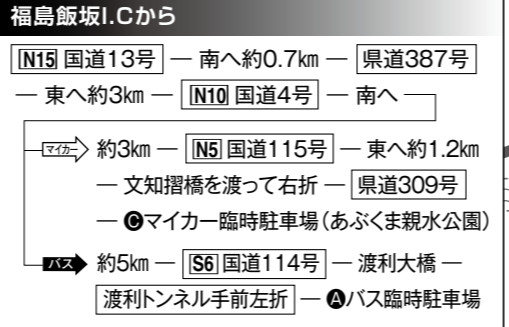 福島飯坂I.Cから
N15 国道13号 ― 南へ約0.7km ― 県道387号
― 東へ約3km ― N10 国道4号 ― 南へ
マイカー 約3km ― N5 国道115号 ― 東へ約1.2km
― 文知摺橋を渡って右折 ― 県道309号
― Cマイカー臨時駐車場(あぶくま親水公園)
バス 約5km ― S6 国道114号 ― 渡利大橋 ―
渡利トンネル手前左折 ― Aバス臨時駐車場